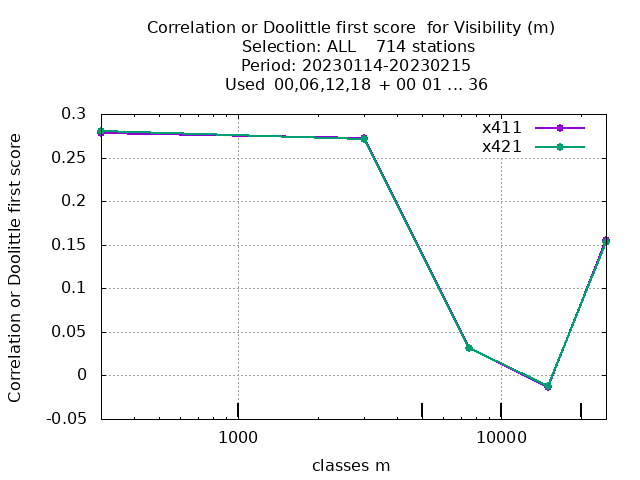 Correlation or Doolittle first score  for Visibility (m)
Selection: ALL    714 stations
Period: 20230114-20230215
Used  00,06,12,18 + 00 01 ... 36
x411
x421
0.3
0.25
0.2
0.15
0.1
0.05
0
-0.05
Correlation or Doolittle first score
1000 10000
classes m